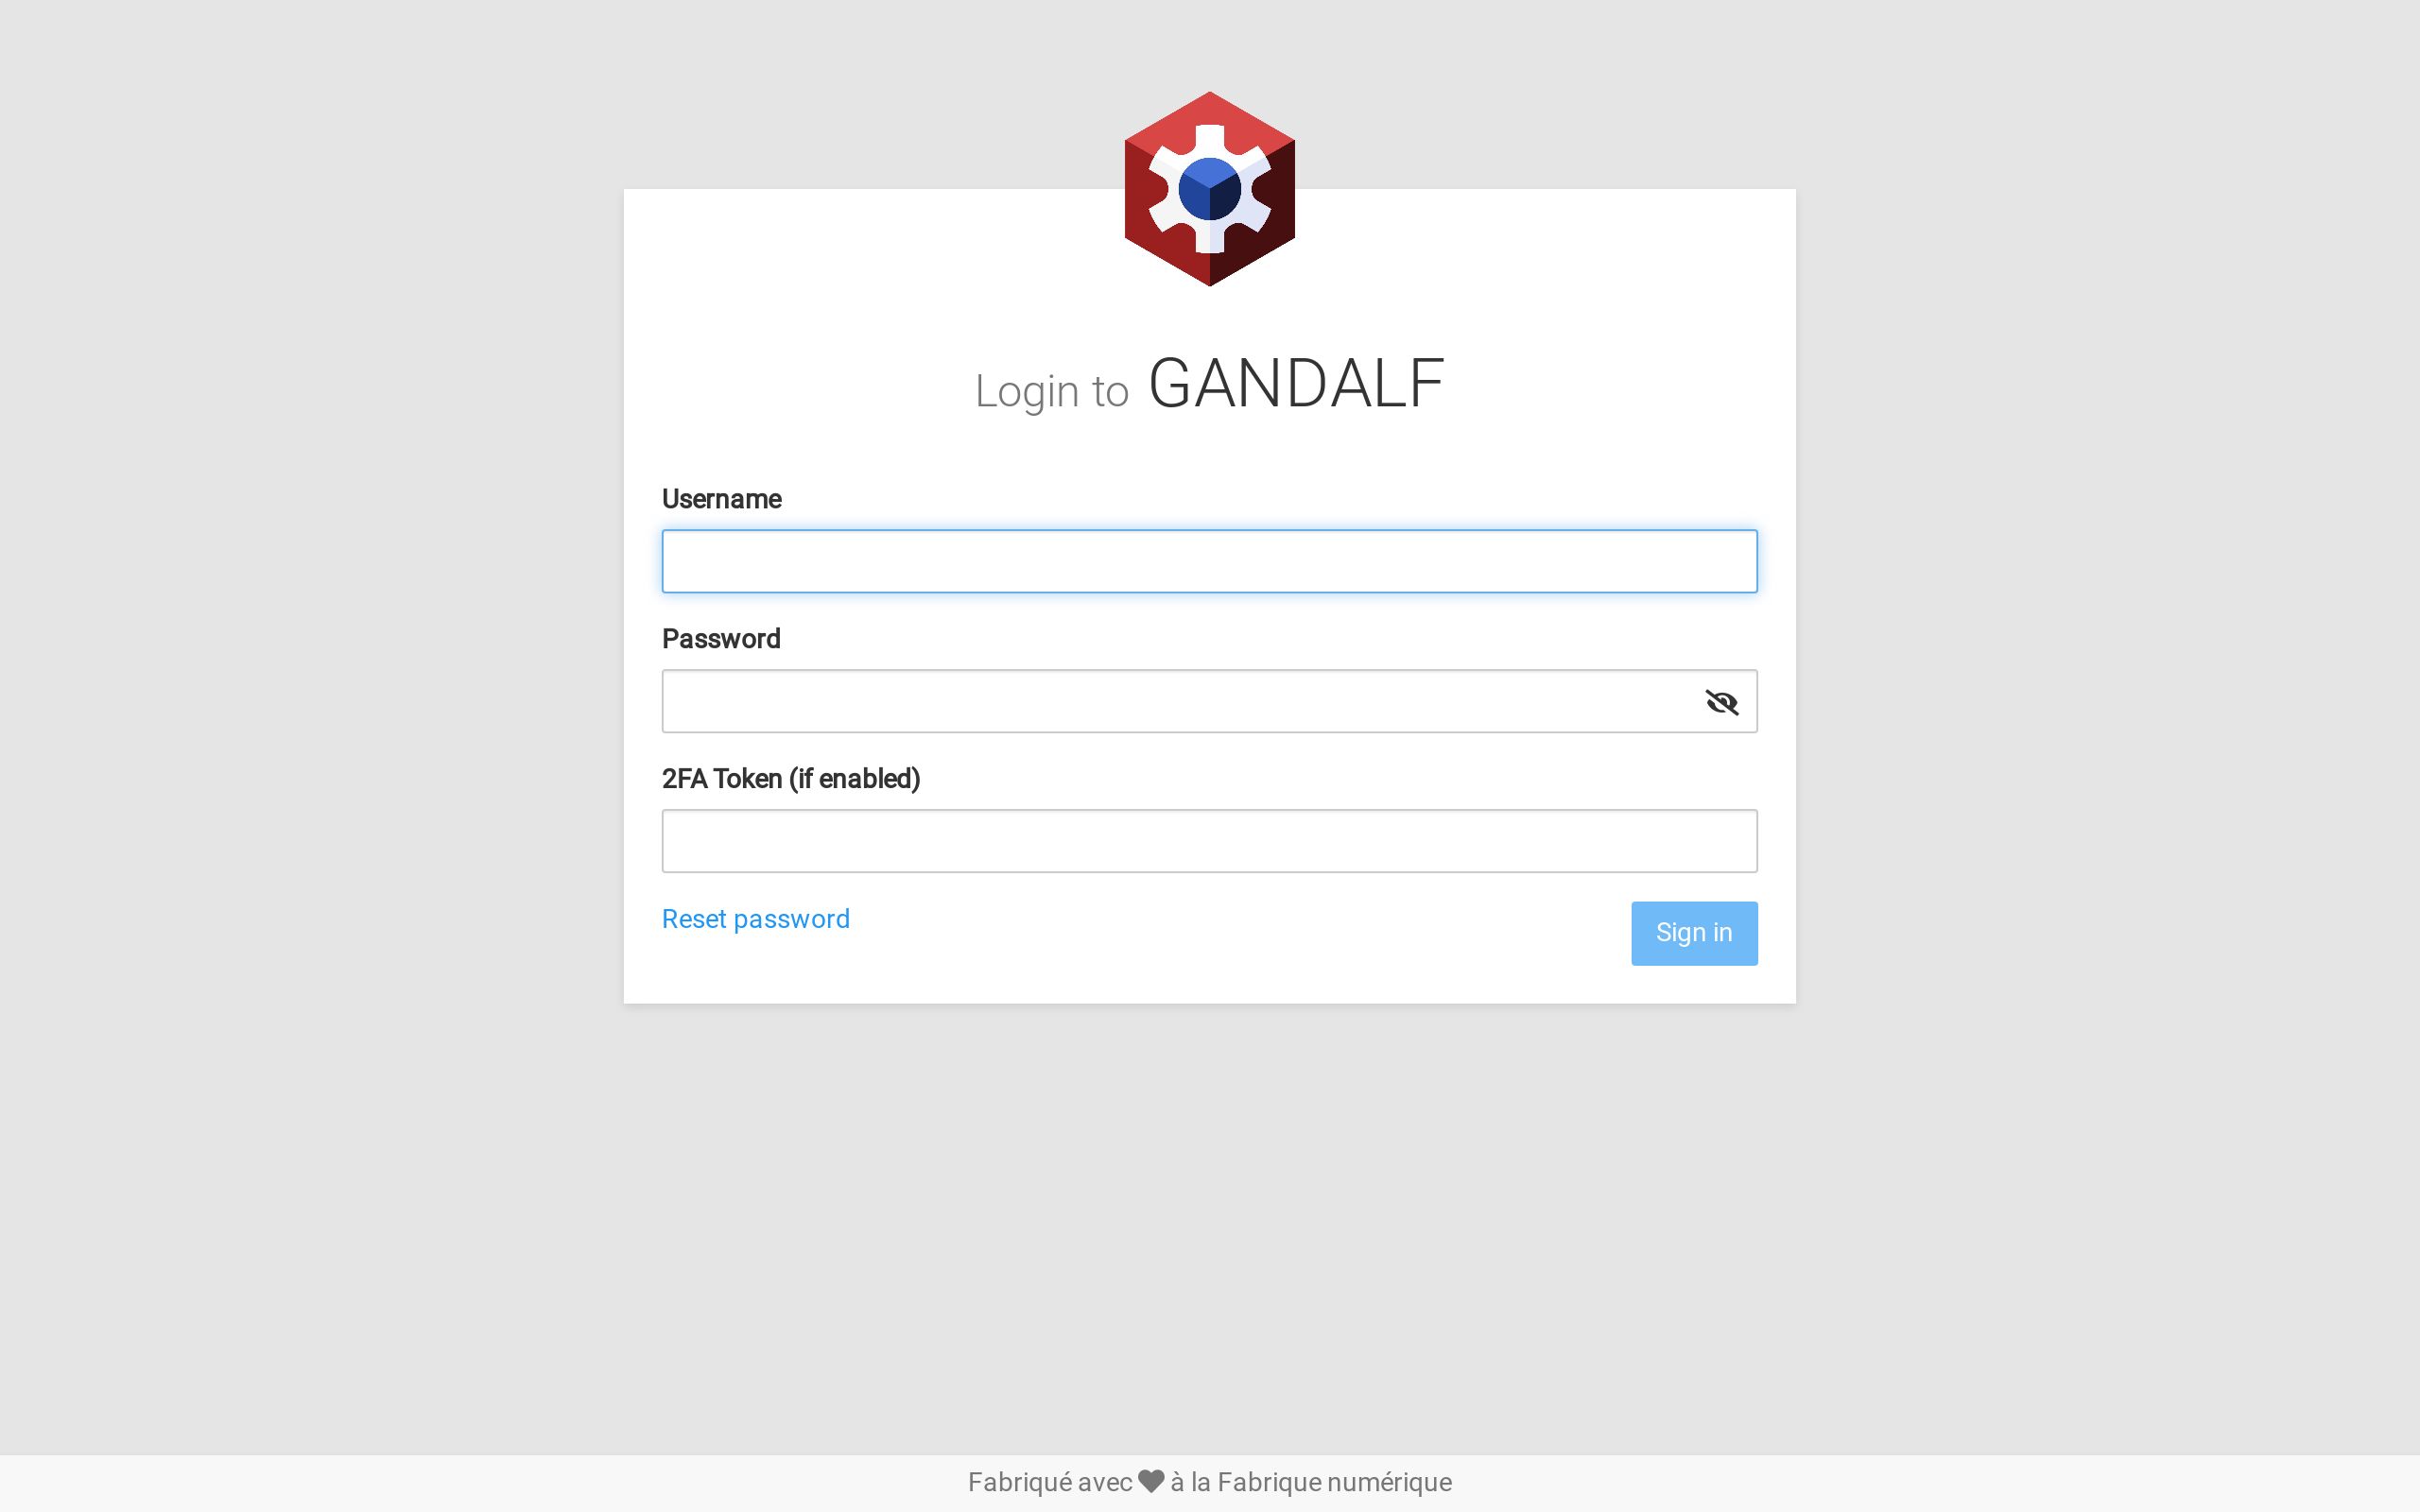 Login to GANDALF
Username
Password
2FA Token (if enabled)
Reset password
Sign in
Fabriqué avec à la Fabrique numérique